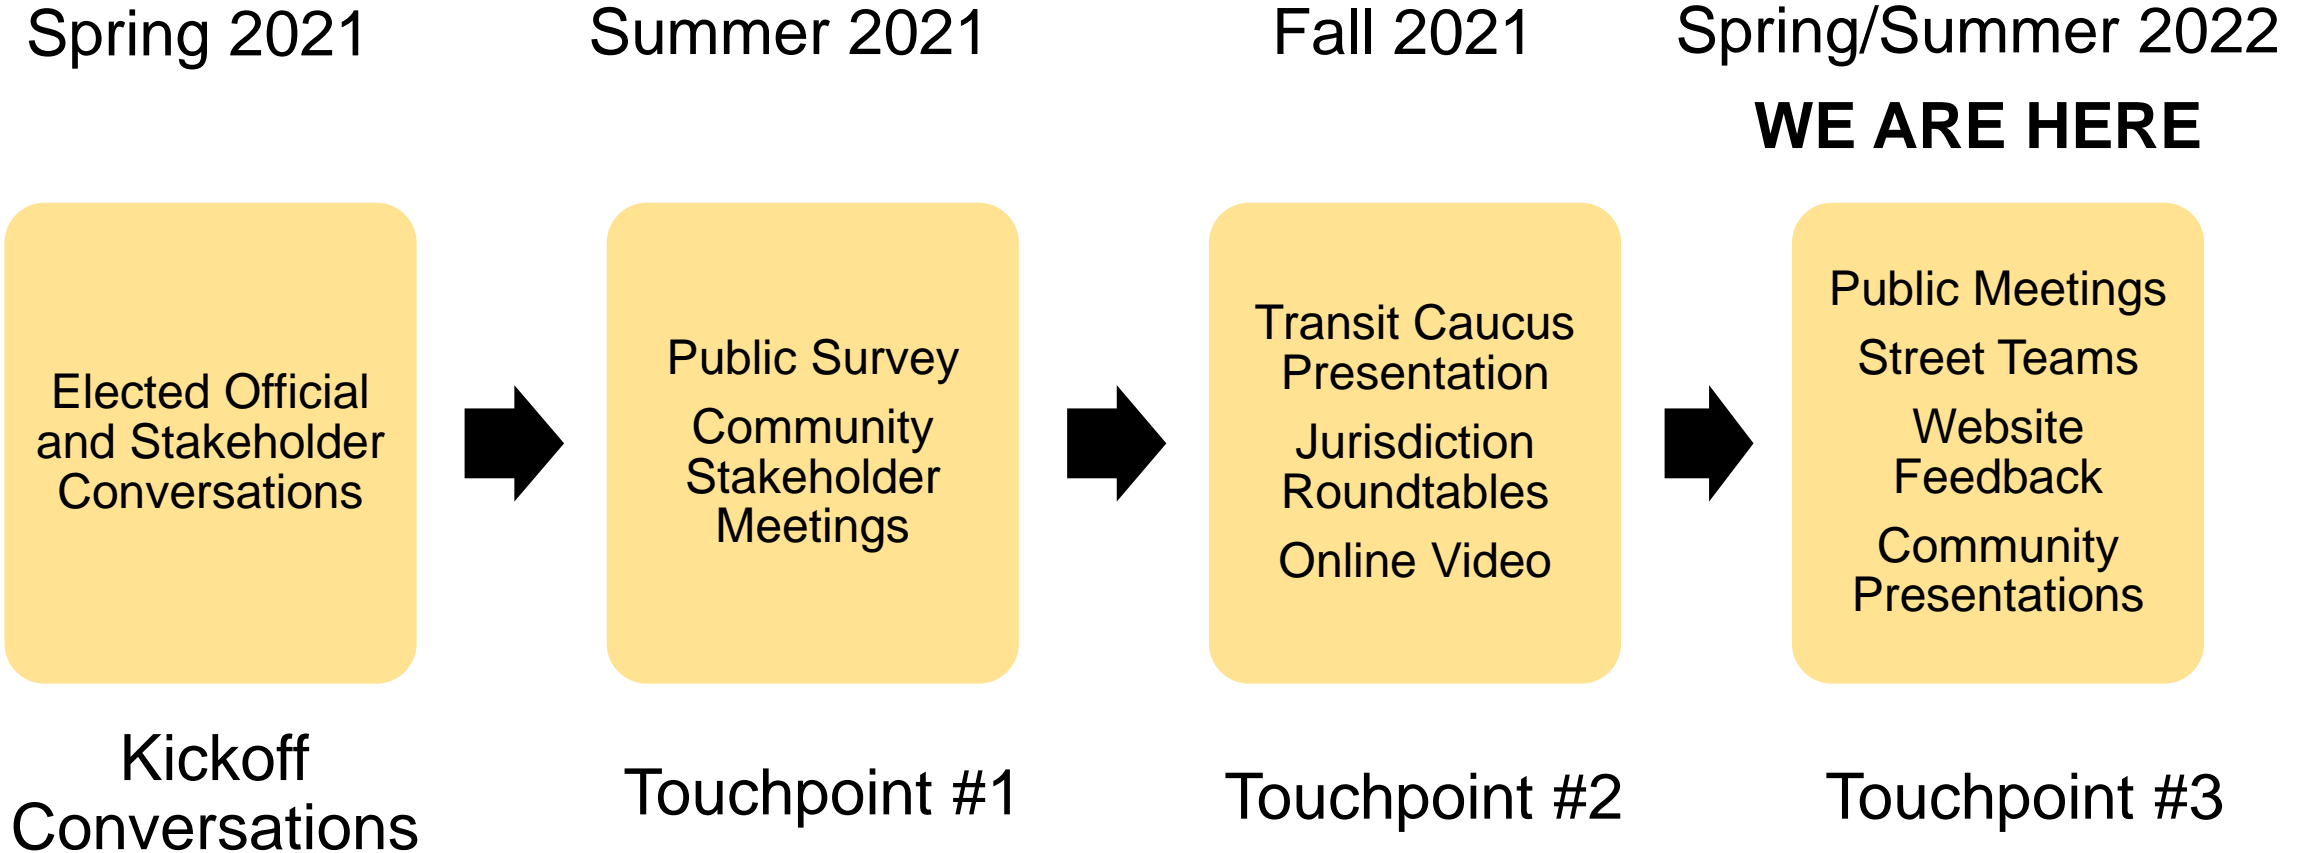 Spring 2021
Summer 2021
Fall 2021
Spring/Summer 2022
WE ARE HERE
Elected Official
and Stakeholder
Conversations
Public Survey
Community
Stakeholder
Meetings
Transit Caucus
Presentation
Jurisdiction
Roundtables
Online Video
Public Meetings
Street Teams
Website
Feedback
Community
Presentations
Kickoff
Conversations
Touchpoint #1
Touchpoint #2
Touchpoint #3